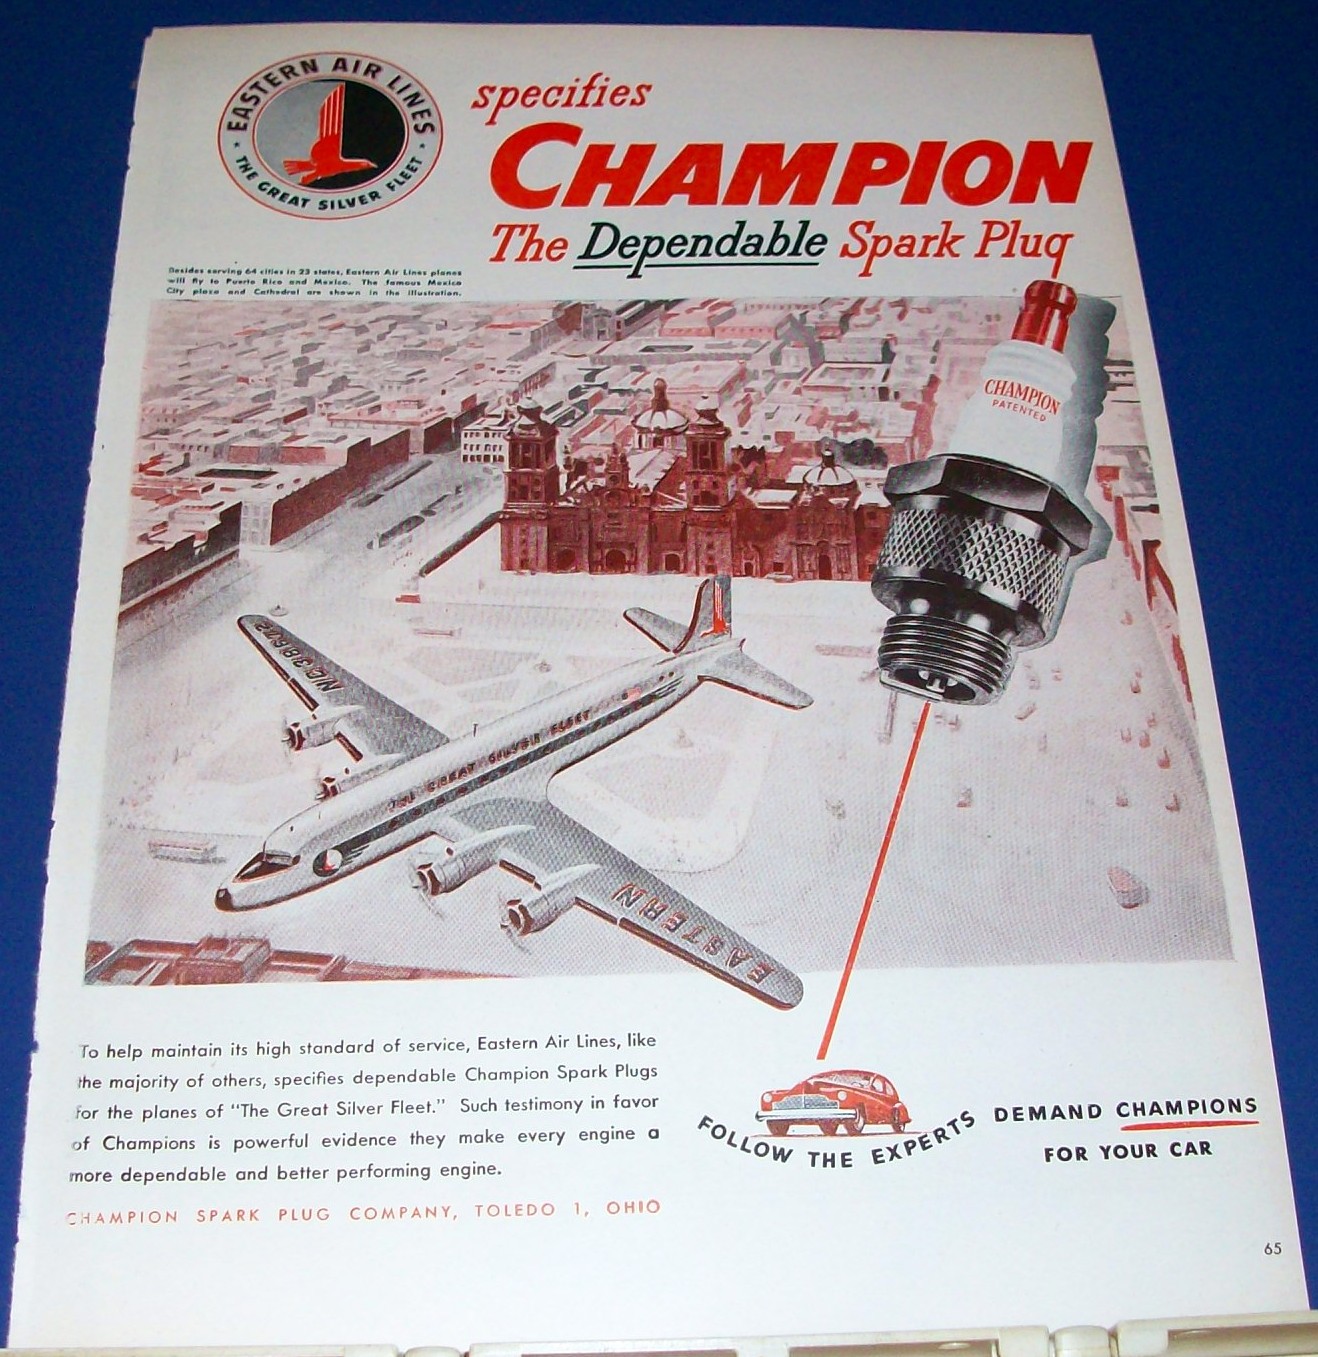 EASTERN AIR LINES
• THE GREAT SILVER FLEET •
specifies
CHAMPION
The Dependable Spark Plug
Besides serving 64 cities in 23 states, Eastern Air Lines planes
will fly to Puerto Rico and Mexico. The famous Mexico
City plaza and Cathedral are shown in the illustration.
CHAMPION
PATENTED
THE GREAT SILVER FLEET
EASTERN
To help maintain its high standard of service, Eastern Air Lines, like
the majority of others, specifies dependable Champion Spark Plugs
for the planes of "The Great Silver Fleet." Such testimony in favor
of Champions is powerful evidence they make every engine a
more dependable and better performing engine.
CHAMPION SPARK PLUG COMPANY, TOLEDO 1, OHIO
FOLLOW THE EXPERTS
DEMAND CHAMPIONS
FOR YOUR CAR
65